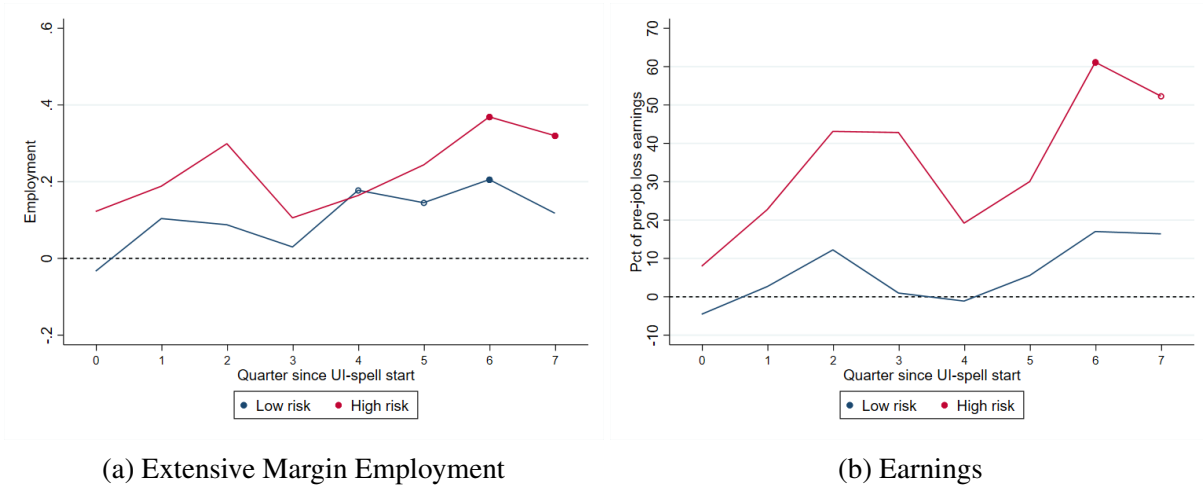 Employment
.6
.4
.2
0
-.2
0 1 2 3 4 5 6 7
Quarter since UI-spell start
Low risk High risk
(a) Extensive Margin Employment
Pct of pre-job loss earnings
70
60
50
40
30
20
10
0
-10
0 1 2 3 4 5 6 7
Quarter since UI-spell start
Low risk High risk
(b) Earnings